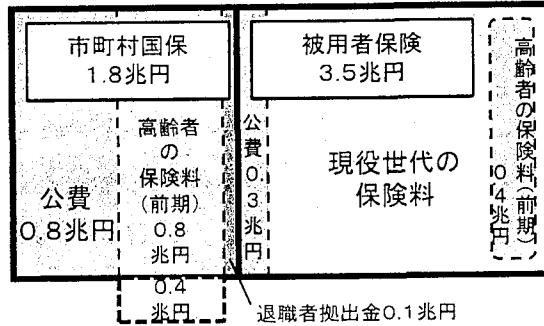 市町村国保
1.8兆円
被用者保険
3.5兆円
公費
0.8兆円
高齢者
の
保険料
(前期)
0.8
兆円
0.4
兆円
公費0.3兆円
現役世代の
保険料
高齢者の保険料(前期)
0.4兆円
退職者拠出金0.1兆円